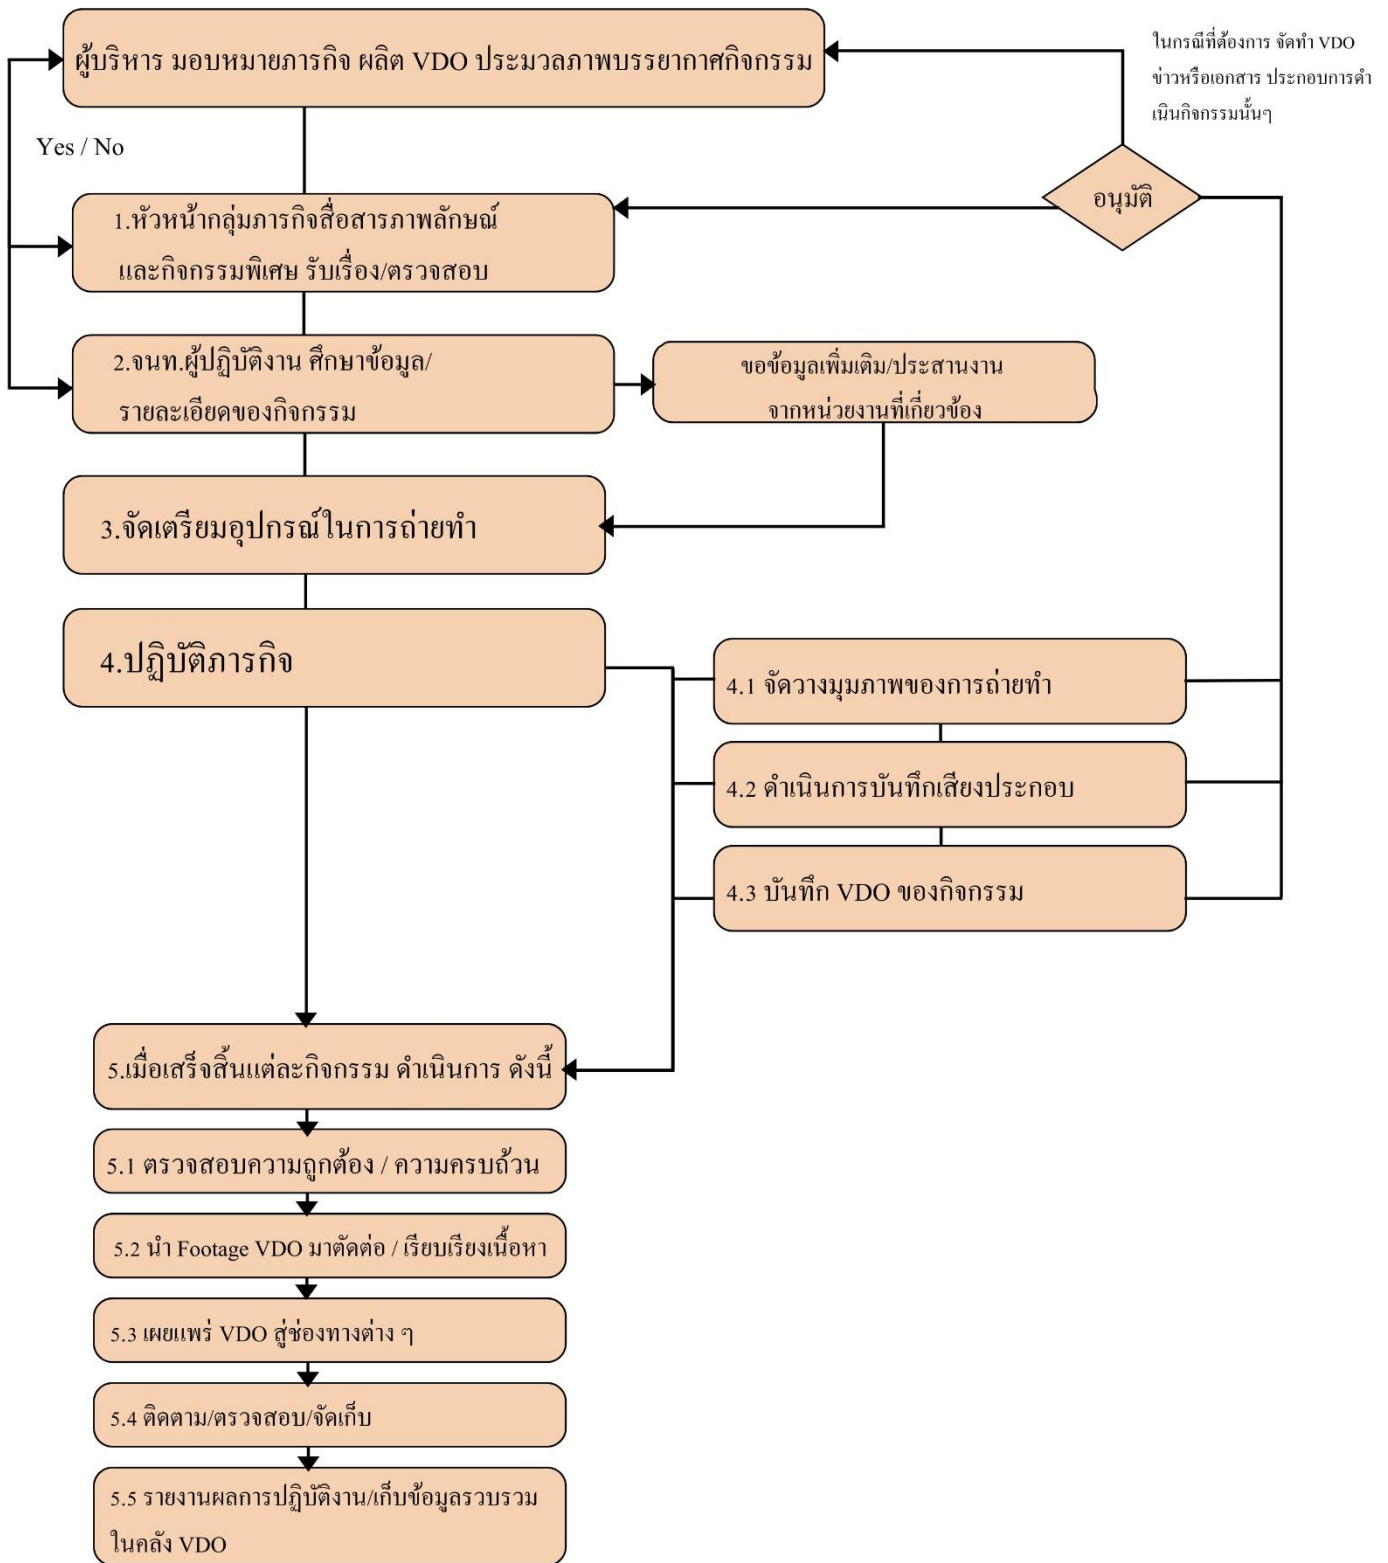 ผู้บริหาร มอบหมายภารกิจ ผลิต VDO ประมวลภาพบรรยากาศกิจกรรม
ในกรณีที่ต้องการ จัดทำ VDO
ข่าวหรือเอกสาร ประกอบการดำ
เนินกิจกรรมนั้นๆ
Yes / No
อนุมัติ
1.หัวหน้ากลุ่มภารกิจสื่อสารภาพลักษณ์
และกิจกรรมพิเศษ รับเรื่อง/ตรวจสอบ
2.จนท.ผู้ปฏิบัติงาน ศึกษาข้อมูล/
รายละเอียดของกิจกรรม
ขอข้อมูลเพิ่มเติม/ประสานงาน
จากหน่วยงานที่เกี่ยวข้อง
3.จัดเตรียมอุปกรณ์ในการถ่ายทำ
4.ปฏิบัติภารกิจ
4.1 จัดวางมุมภาพของการถ่ายทำ
4.2 ดำเนินการบันทึกเสียงประกอบ
4.3 บันทึก VDO ของกิจกรรม
5.เมื่อเสร็จสิ้นแต่ละกิจกรรม ดำเนินการ ดังนี้
5.1 ตรวจสอบความถูกต้อง / ความครบถ้วน
5.2 นำ Footage VDO มาตัดต่อ / เรียบเรียงเนื้อหา
5.3 เผยแพร่ VDO สู่ช่องทางต่าง ๆ
5.4 ติดตาม/ตรวจสอบ/จัดเก็บ
5.5 รายงานผลการปฏิบัติงาน/เก็บข้อมูลรวบรวม
ในคลัง VDO